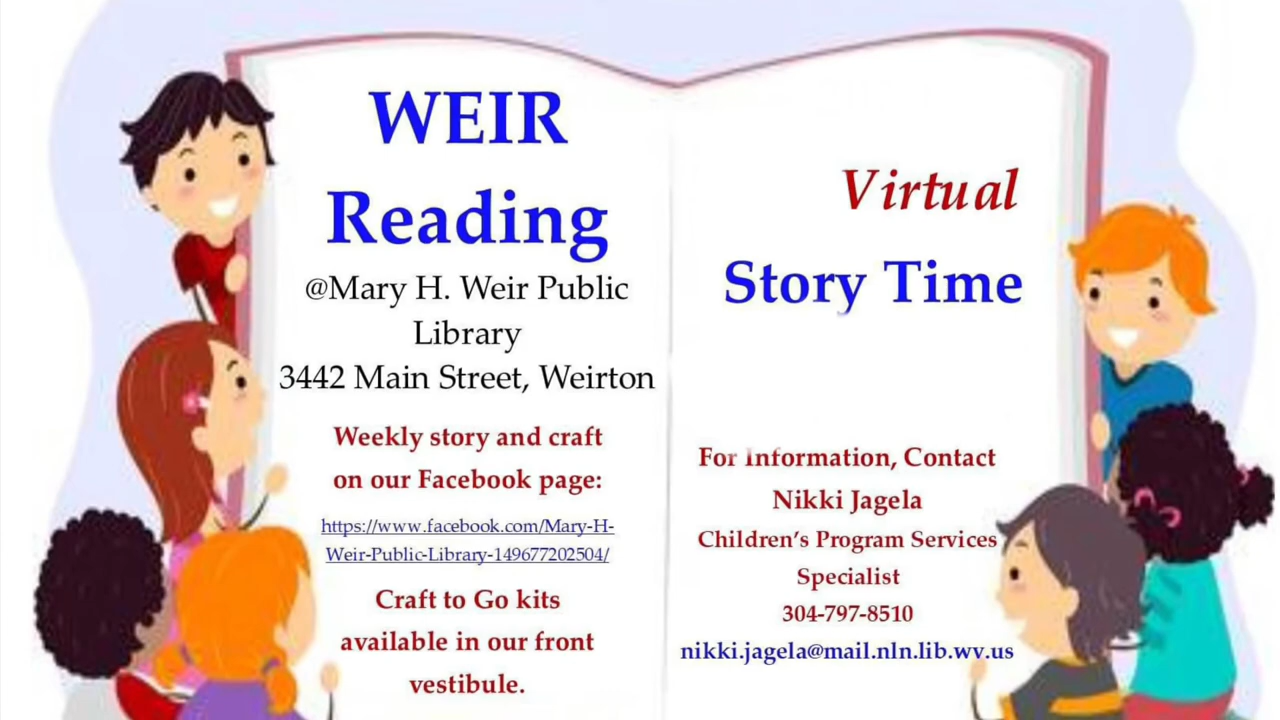 WEIR
Reading
@Mary H. Weir Public
Library
3442 Main Street, Weirton
Weekly story and craft
on our Facebook page:
https://www.facebook.com/Mary-H-
Weir-Public-Library-149677202504/
Craft to Go kits
available in our front
vestibule.
Virtual
Story Time
For Information, Contact
Nikki Jagela
Children's Program Services
Specialist
304-797-8510
nikki.jagela@mail.nln.lib.wv.us